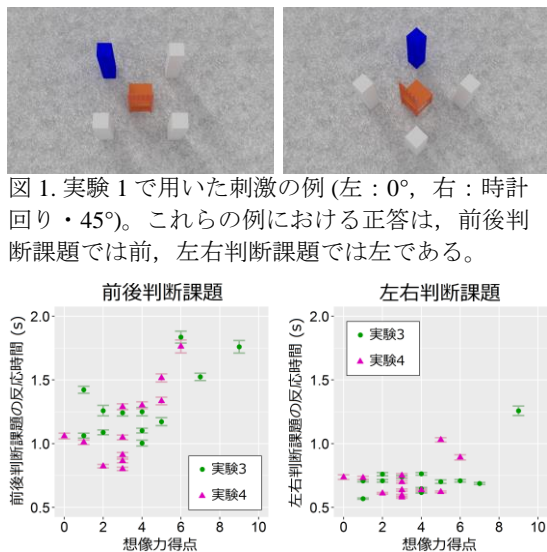 図 1. 実験 1 で用いた刺激の例 (左：0°，右：時計
回り・45°)。これらの例における正答は，前後判
断課題では前，左右判断課題では左である。
前後判断課題
前後判断課題の反応時間 (s)
2.0
1.5
1.0
0.5
実験3
実験4
0 2 4 6 8 10
想像力得点
左右判断課題
左右判断課題の反応時間 (s)
2.0
1.5
1.0
0.5
実験3
実験4
0 2 4 6 8 10
想像力得点